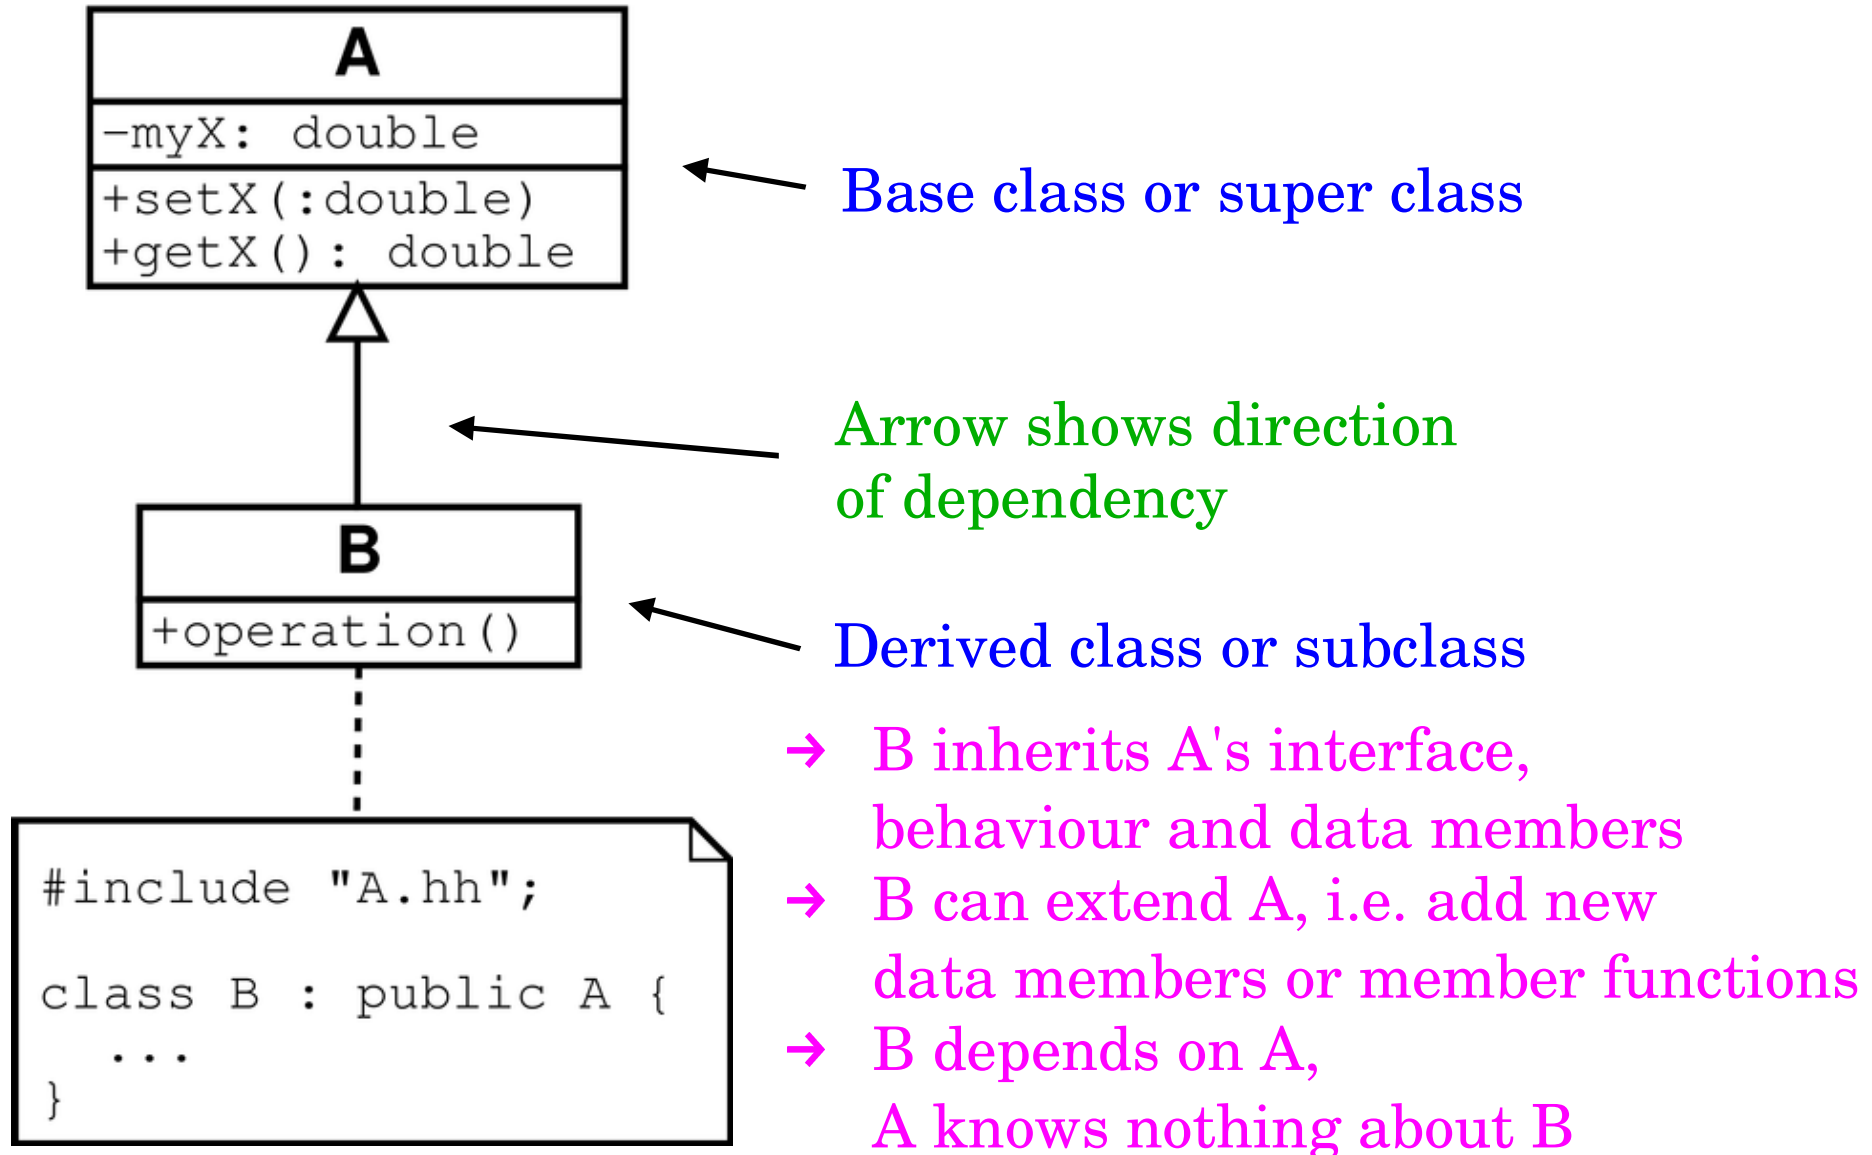 A
-myX: double
+setX(:double)
+getX(): double
Base class or super class
Arrow shows direction
of dependency
B
+operation()
Derived class or subclass
→ B inherits A's interface,
behaviour and data members
→ B can extend A, i.e. add new
data members or member functions
→ B depends on A,
A knows nothing about B
#include "A.hh";
class B : public A {
...
}